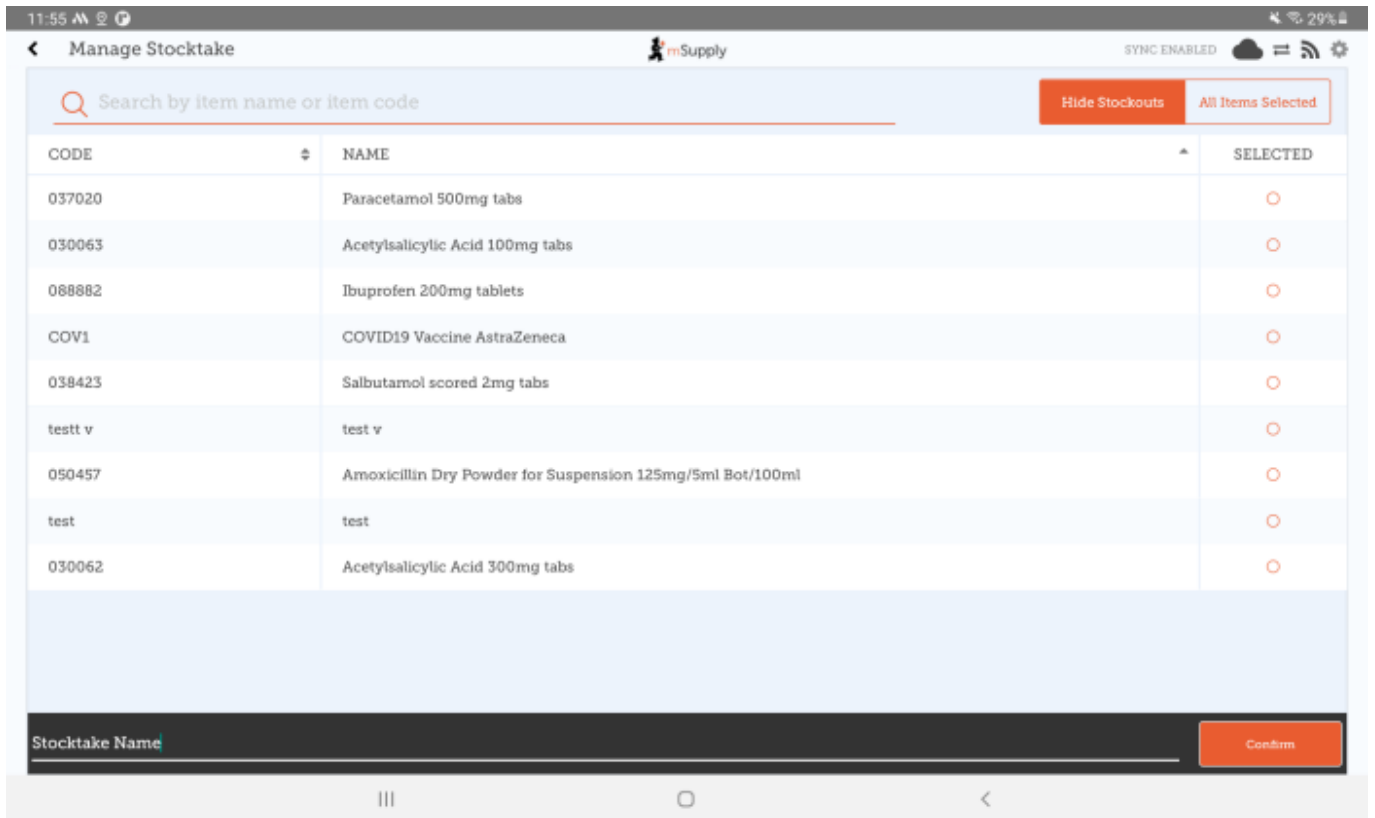 11:55 29%
Manage Stocktake mSupply SYNC ENABLED
Search by item name or item code Hide Stockouts All Items Selected
CODE NAME SELECTED
037020 Paracetamol 500mg tabs
030063 Acetylsalicylic Acid 100mg tabs
088882 Ibuprofen 200mg tablets
COV1 COVID19 Vaccine AstraZeneca
038423 Salbutamol scored 2mg tabs
testt v test v
050457 Amoxicillin Dry Powder for Suspension 125mg/5ml Bot/100ml
test test
030062 Acetylsalicylic Acid 300mg tabs
Stocktake Name Confirm